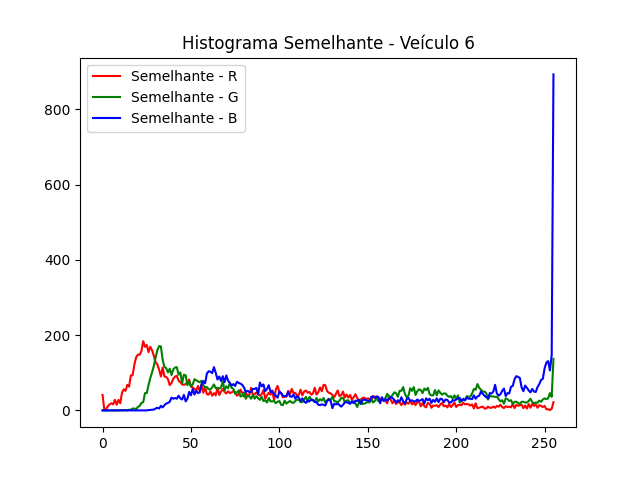 Histograma Semelhante - Veículo 6
Semelhante - R
Semelhante - G
Semelhante - B
800
600
400
200
0
0 50 100 150 200 250